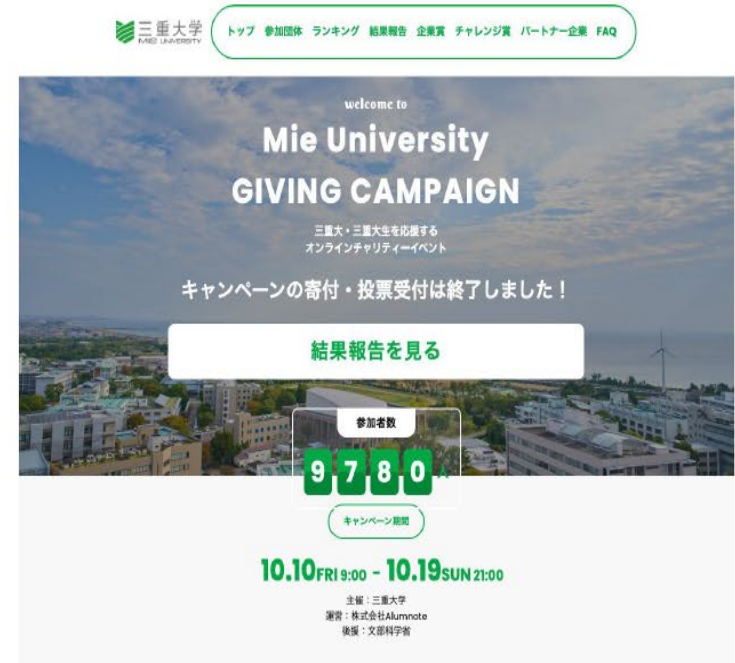 三重大学
MIE UNIVERSITY
トップ 参加団体 ランキング 結果報告 企業賞 チャレンジ賞 パートナー企業 FAQ
welcome to
Mie University
GIVING CAMPAIGN
三重大・三重大生を応援する
オンラインチャリティーイベント
キャンペーンの寄付・投票受付は終了しました！
結果報告を見る
参加者数
9780人
キャンペーン期間
10.10FRI 9:00 - 10.19SUN 21:00
主催：三重大学
運営：株式会社Alumnote
後援：文部科学省